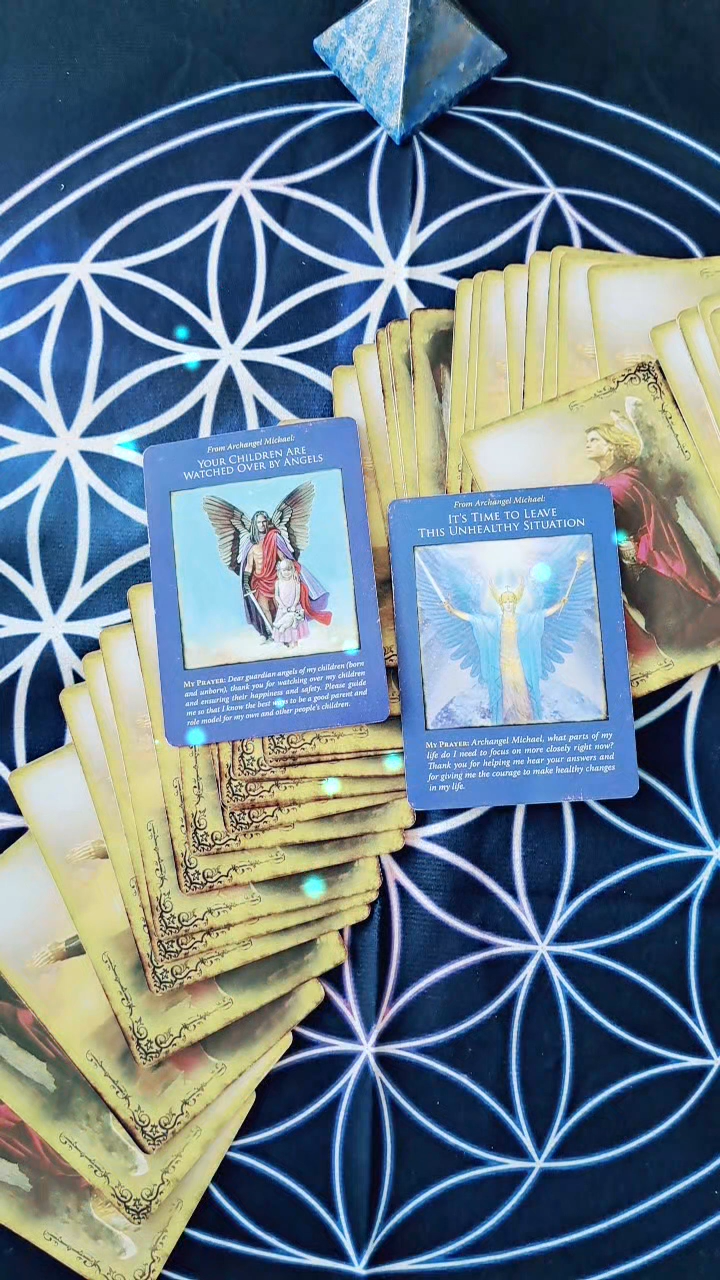 From Archangel Michael:
YOUR CHILDREN ARE
WATCHED OVER BY ANGELS
MY PRAYER: Dear guardian angels of my children (born
and unborn), thank you for watching over my children
and ensuring their happiness and safety. Please guide
me so that I know the best ways to be a good parent and
role model for my own and other people's children.
From Archangel Michael:
IT'S TIME TO LEAVE
THIS UNHEALTHY SITUATION
MY PRAYER: Archangel Michael, what parts of my
life do I need to focus on more closely right now?
Thank you for helping me hear your answers and
for giving me the courage to make healthy changes
in my life.